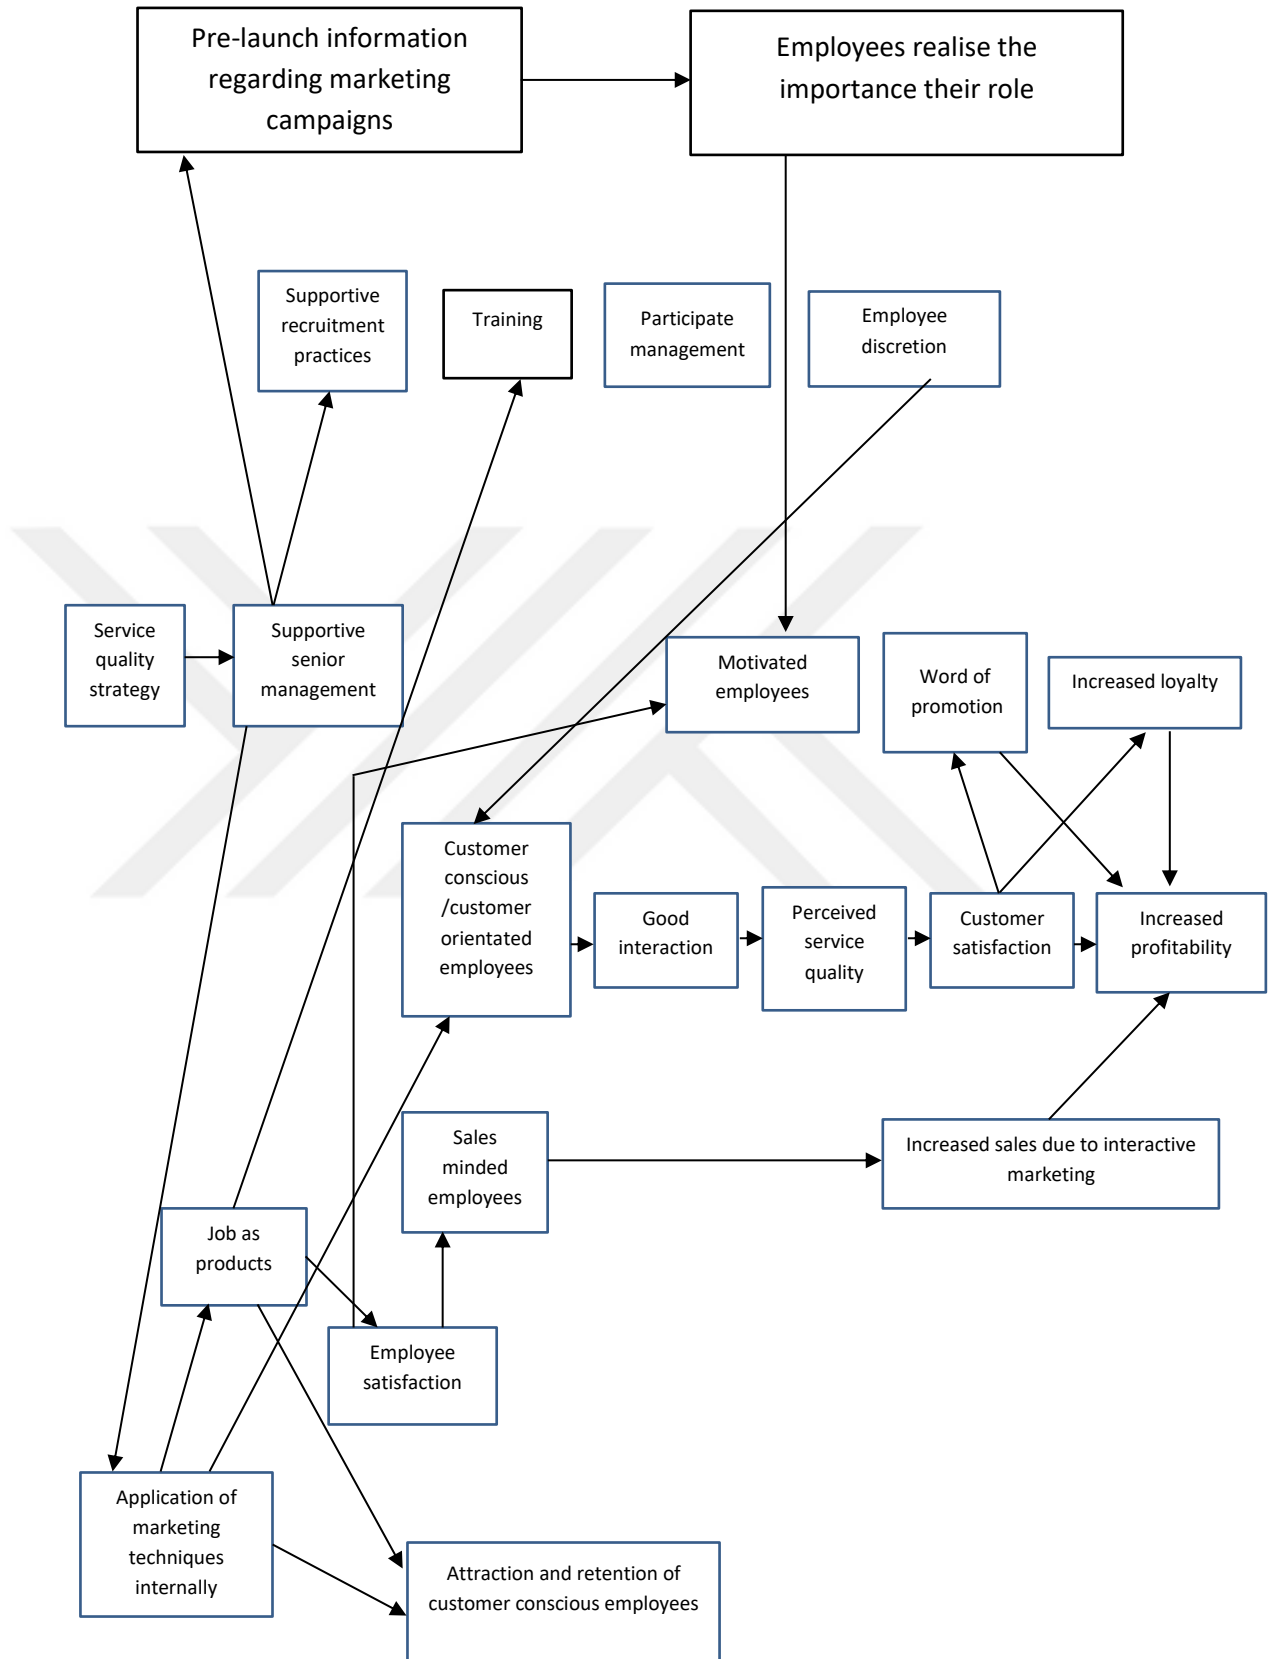 Pre-launch information
regarding marketing
campaigns
Employees realise the
importance their role
Supportive
recruitment
practices
Training
Participate
management
Employee
discretion
Service
quality
strategy
Supportive
senior
management
Motivated
employees
Word of
promotion
Increased loyalty
Customer
conscious
/customer
orientated
employees
Good
interaction
Perceived
service
quality
Customer
satisfaction
Increased
profitability
Sales
minded
employees
Increased sales due to interactive
marketing
Job as
products
Employee
satisfaction
Application of
marketing
techniques
internally
Attraction and retention of
customer conscious employees